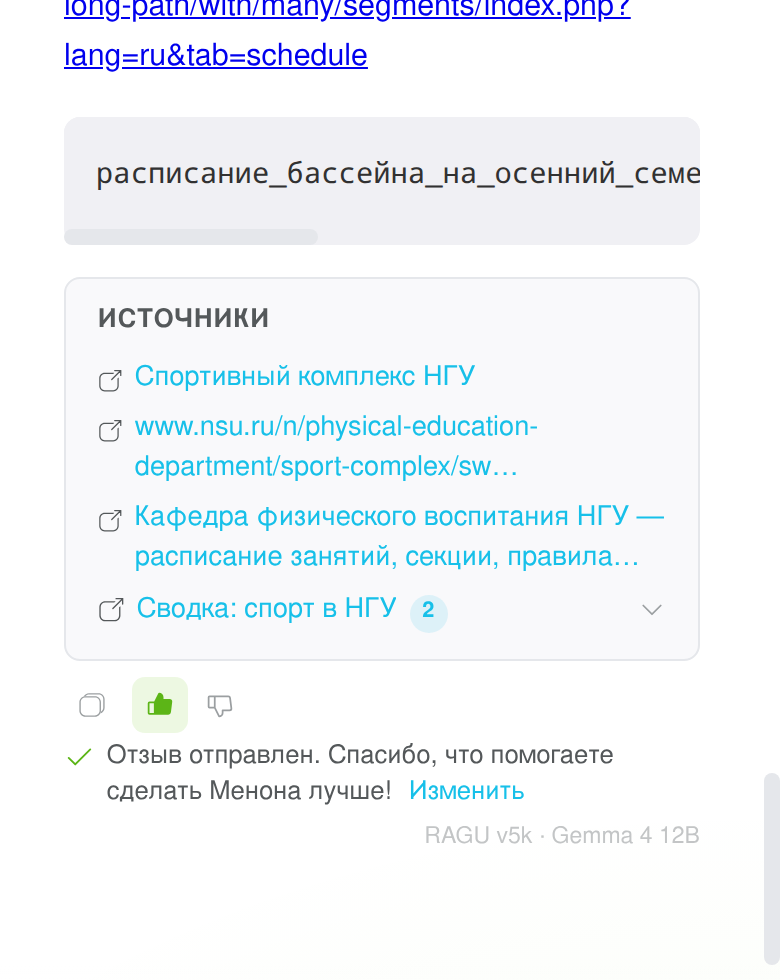 long-path/with/many/segments/index.php?
lang=ru&tab=schedule
расписание_бассейна_на_осенний_семе
ИСТОЧНИКИ
Спортивный комплекс НГУ
www.nsu.ru/n/physical-education-
department/sport-complex/sw…
Кафедра физического воспитания НГУ —
расписание занятий, секции, правила…
Сводка: спорт в НГУ 2
Отзыв отправлен. Спасибо, что помогаете
сделать Менона лучше! Изменить
RAGU v5k · Gemma 4 12B